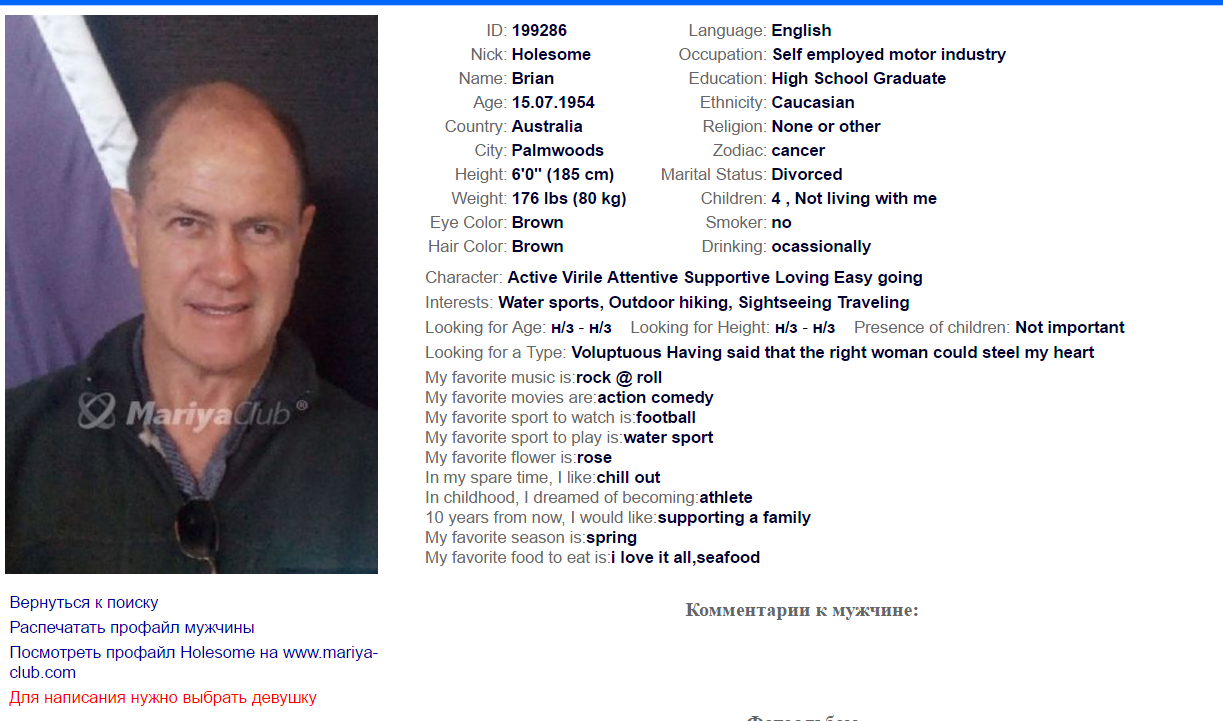 ID: 199286
Nick: Holesome
Name: Brian
Age: 15.07.1954
Country: Australia
City: Palmwoods
Height: 6'0" (185 cm)
Weight: 176 lbs (80 kg)
Eye Color: Brown
Hair Color: Brown
Language: English
Occupation: Self employed motor industry
Education: High School Graduate
Ethnicity: Caucasian
Religion: None or other
Zodiac: cancer
Marital Status: Divorced
Children: 4 , Not living with me
Smoker: no
Drinking: ocassionally
Character: Active Virile Attentive Supportive Loving Easy going
Interests: Water sports, Outdoor hiking, Sightseeing Traveling
Looking for Age: н/з - н/з Looking for Height: н/з - н/з Presence of children: Not important
Looking for a Type: Voluptuous Having said that the right woman could steel my heart
My favorite music is:rock @ roll
My favorite movies are:action comedy
My favorite sport to watch is:football
My favorite sport to play is:water sport
My favorite flower is:rose
In my spare time, I like:chill out
In childhood, I dreamed of becoming:athlete
10 years from now, I would like:supporting a family
My favorite season is:spring
My favorite food to eat is:i love it all,seafood
MariyaClub ®
Вернуться к поиску
Распечатать профайл мужчины
Посмотреть профайл Holesome на www.mariya-
club.com
Для написания нужно выбрать девушку
Комментарии к мужчине: